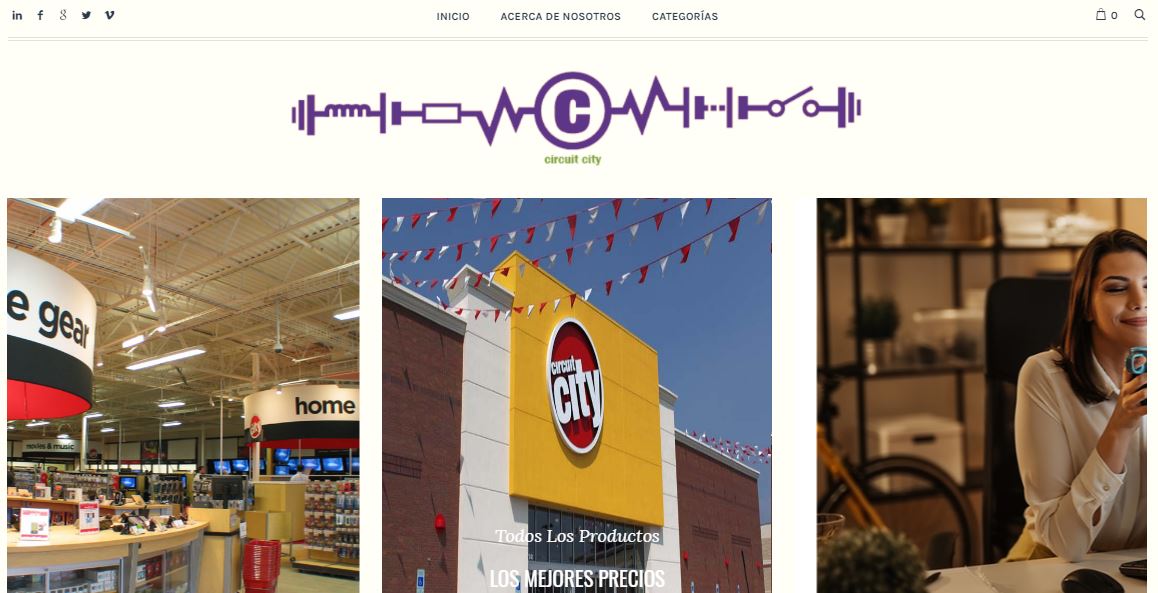 INICIO
ACERCA DE NOSOTROS
CATEGORÍAS
0
C
circuit city
e gear
home
movies & music
circuit
city
Todos Los Productos
LOS MEJORES PRECIOS